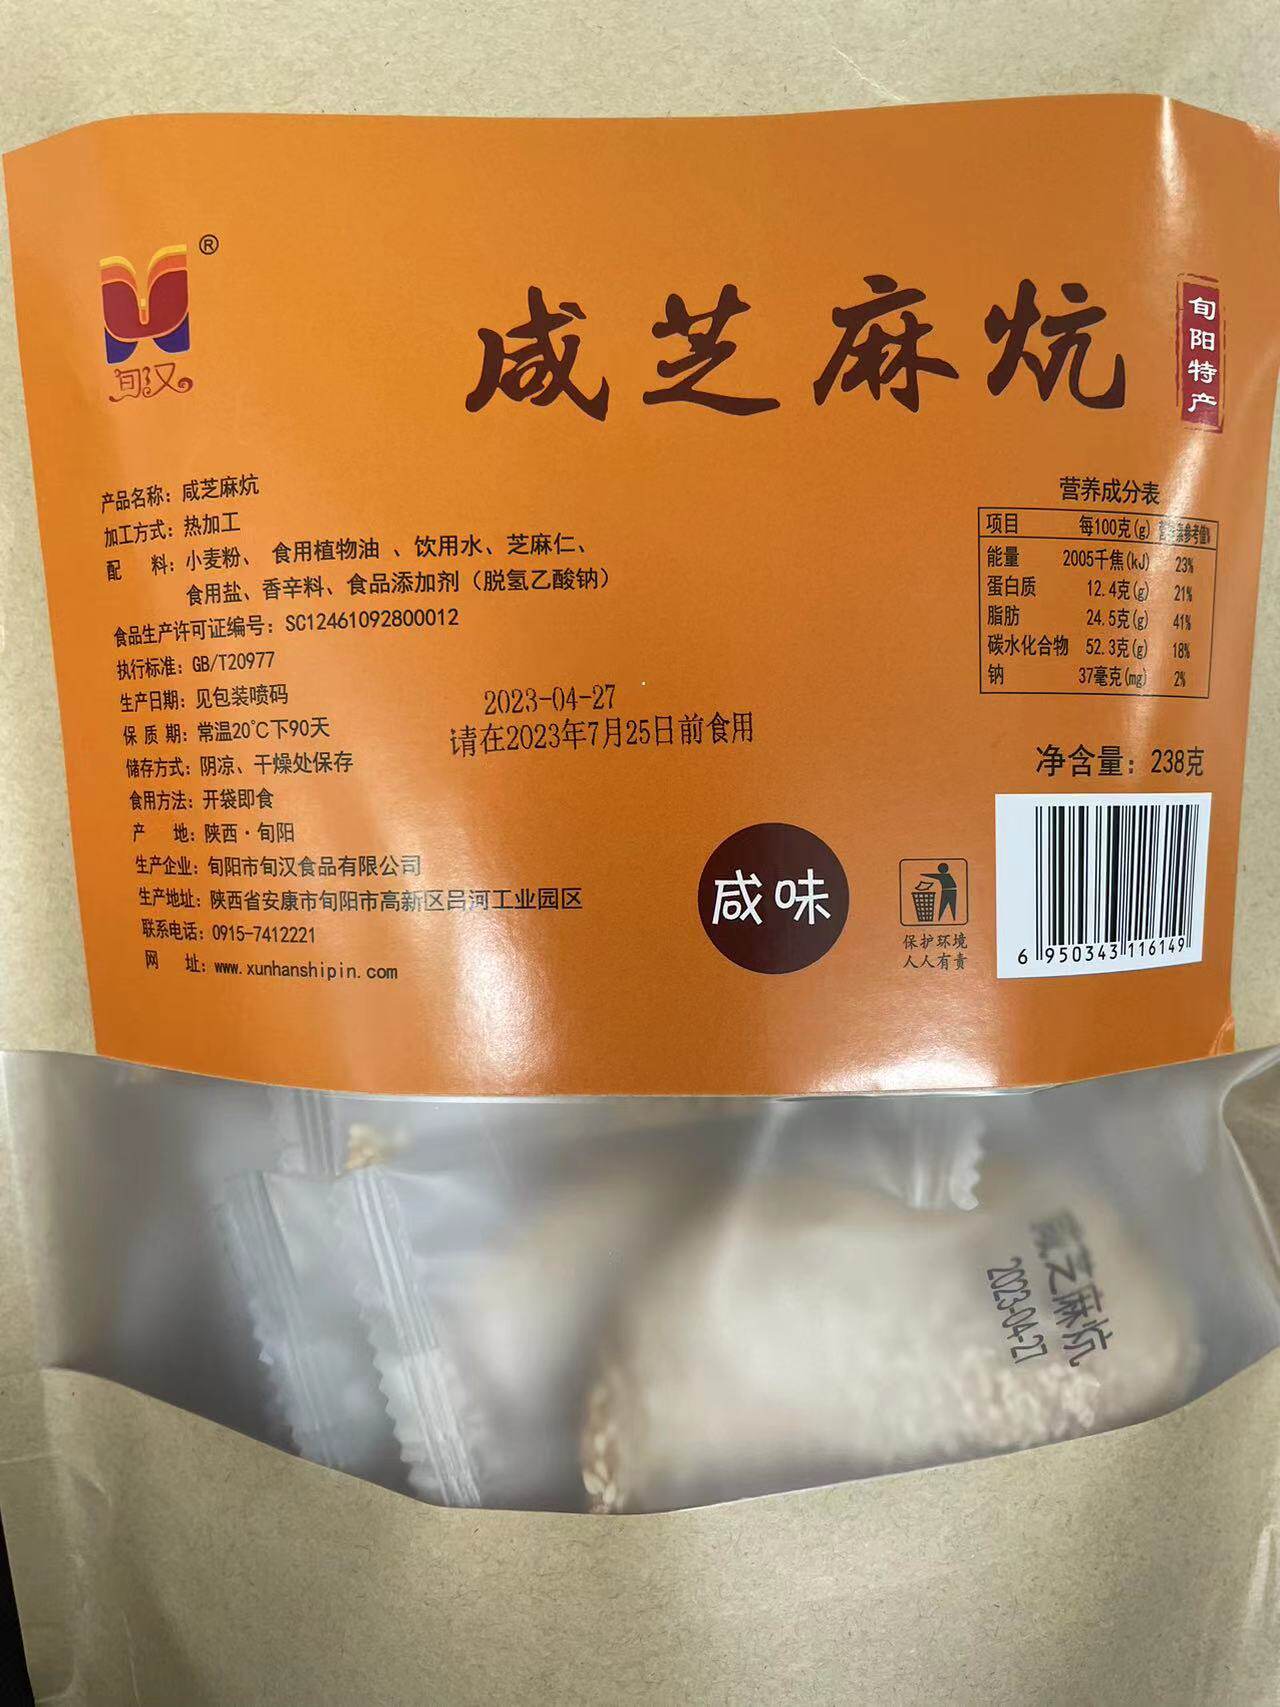 ®
旬汉
咸芝麻炕
旬阳特产
产品名称：咸芝麻炕
加工方式：热加工
配 料：小麦粉、 食用植物油 、饮用水、芝麻仁、
食用盐、香辛料、食品添加剂（脱氢乙酸钠）
食品生产许可证编号：SC12461092800012
执行标准：GB/T20977
生产日期：见包装喷码
保 质 期：常温20℃下90天
储存方式：阴凉、干燥处保存
食用方法：开袋即食
产 地：陕西·旬阳
生产企业：旬阳市旬汉食品有限公司
生产地址：陕西省安康市旬阳市高新区吕河工业园区
联系电话：0915-7412221
网 址：www.xunhanshipin.com
2023-04-27
请在2023年7月25日前食用
营养成分表
项目 每100克(g) 营养素参考值%
能量 2005千焦(kJ) 23%
蛋白质 12.4克(g) 21%
脂肪 24.5克(g) 41%
碳水化合物 52.3克(g) 18%
钠 37毫克(mg) 2%
净含量：238克
咸味
保护环境
人人有责
6 950343 116149
咸芝麻炕
2023-04-27